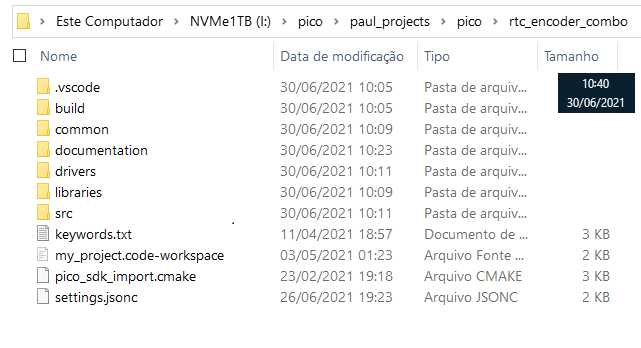 Este Computador > NVMe1TB (I:) > pico > paul_projects > pico > rtc_encoder_combo
Nome Data de modificação Tipo Tamanho
10:40
30/06/2021
.vscode 30/06/2021 10:05 Pasta de arquiv...
build 30/06/2021 10:05 Pasta de arquiv...
common 30/06/2021 10:09 Pasta de arquiv...
documentation 30/06/2021 10:23 Pasta de arquiv...
drivers 30/06/2021 10:11 Pasta de arquiv...
libraries 30/06/2021 10:09 Pasta de arquiv...
src 30/06/2021 10:11 Pasta de arquiv...
keywords.txt 11/04/2021 18:57 Documento de ... 3 KB
my_project.code-workspace 03/05/2021 01:23 Arquivo Fonte ... 2 KB
pico_sdk_import.cmake 23/02/2021 19:18 Arquivo CMAKE 3 KB
settings.jsonc 26/06/2021 19:23 Arquivo JSONC 2 KB